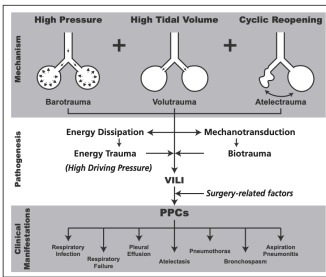 High Pressure
High Tidal Volume
Cyclic Reopening
+
+
Mechanism
Barotrauma
Volutrauma
Atelectrauma
Pathogenesis
Energy Dissipation
Mechanotransduction
Energy Trauma
Biotrauma
(High Driving Pressure)
VILI
Surgery-related factors
Clinical
Manifestations
PPCs
Respiratory
Infection
Respiratory
Failure
Pleural
Effusion
Atelectasis
Pneumothorax
Bronchospasm
Aspiration
Pneumonitis